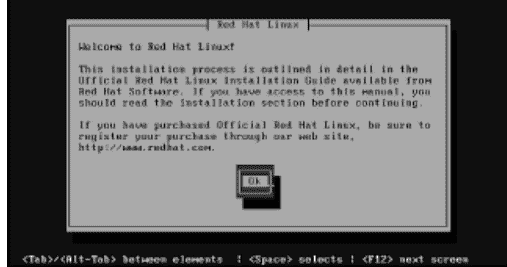 Red Hat Linux
Welcome to Red Hat Linux!
This installation process is outlined in detail in the
Official Red Hat Linux Installation Guide available from
Red Hat Software. If you have access to this manual, you
should read the installation section before continuing.
If you have purchased Official Red Hat Linux, be sure to
register your purchase through our web site,
http://www.redhat.com.
Ok
<Tab>/<Alt-Tab> between elements | <Space> selects | <F12> next screen